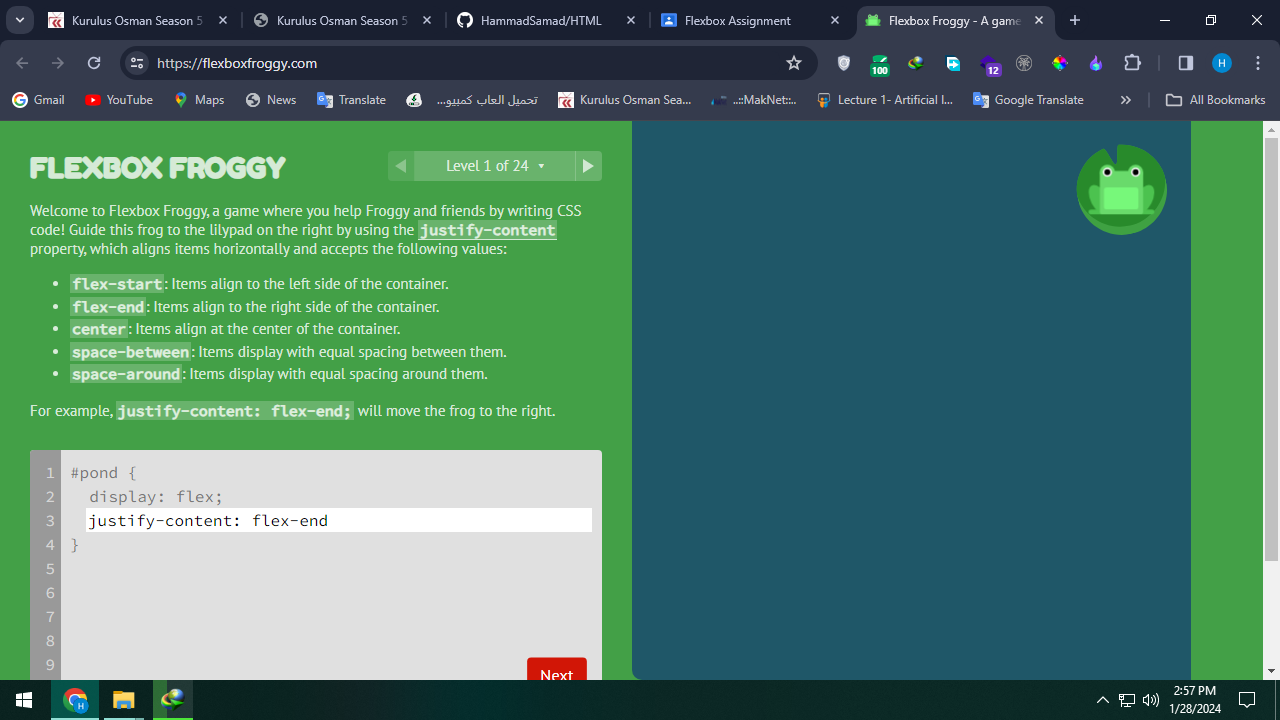 Kurulus Osman Season 5
Kurulus Osman Season 5
HammadSamad/HTML
Flexbox Assignment
Flexbox Froggy - A game
https://flexboxfroggy.com
100
12
H
Gmail
YouTube
Maps
News
Translate
تحميل العاب كمبيو...
Kurulus Osman Sea...
..::MakNet::..
Lecture 1- Artificial I...
Google Translate
All Bookmarks
FLEXBOX FROGGY
Level 1 of 24
Welcome to Flexbox Froggy, a game where you help Froggy and friends by writing CSS
code! Guide this frog to the lilypad on the right by using the justify-content
property, which aligns items horizontally and accepts the following values:
• flex-start: Items align to the left side of the container.
• flex-end: Items align to the right side of the container.
• center: Items align at the center of the container.
• space-between: Items display with equal spacing between them.
• space-around: Items display with equal spacing around them.
For example, justify-content: flex-end; will move the frog to the right.
1 #pond {
2 display: flex;
3 justify-content: flex-end
4 }
5
6
7
8
9
Next
H
2:57 PM
1/28/2024